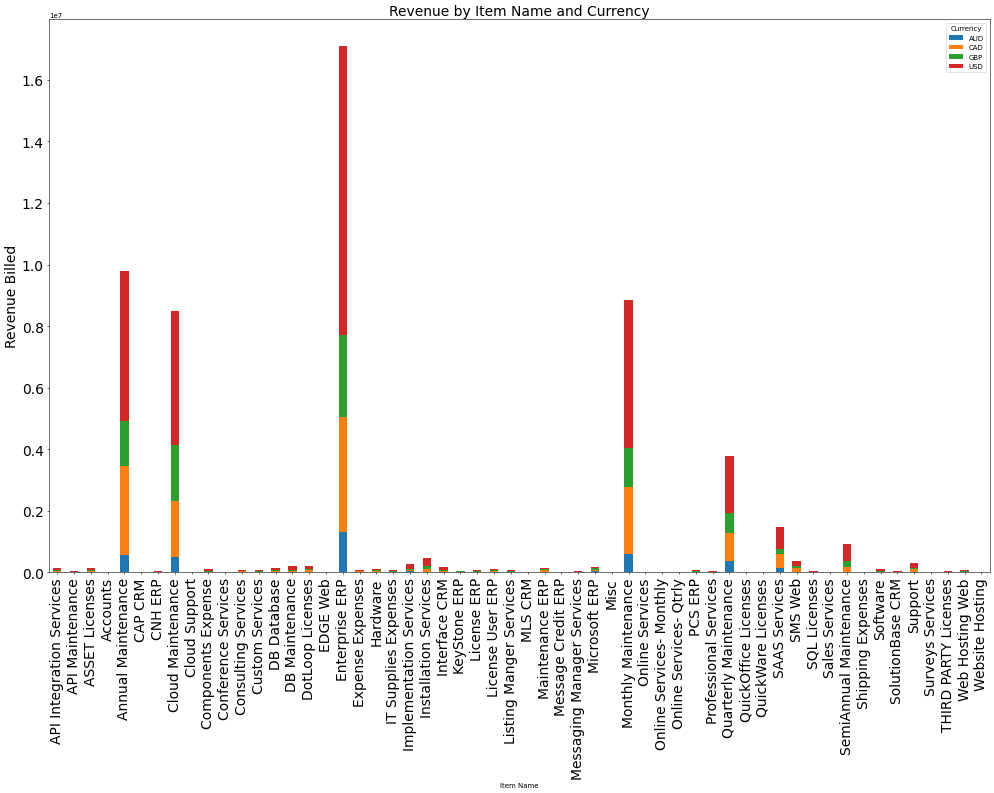 Revenue by Item Name and Currency
1e7
Currency
AUD
CAD
GBP
USD
Revenue Billed
1.6
1.4
1.2
1.0
0.8
0.6
0.4
0.2
0.0
API Integration Services
API Maintenance
ASSET Licenses
Accounts
Annual Maintenance
CAP CRM
CNH ERP
Cloud Maintenance
Cloud Support
Components Expense
Conference Services
Consulting Services
Custom Services
DB Database
DB Maintenance
DotLoop Licenses
EDGE Web
Enterprise ERP
Expense Expenses
Hardware
IT Supplies Expenses
Implementation Services
Installation Services
Interface CRM
KeyStone ERP
License ERP
License User ERP
Listing Manger Services
MLS CRM
Maintenance ERP
Message Credit ERP
Messaging Manager Services
Microsoft ERP
Misc
Monthly Maintenance
Online Services
Online Services- Monthly
Online Services- Qtrly
PCS ERP
Professional Services
Quarterly Maintenance
QuickOffice Licenses
QuickWare Licenses
SAAS Services
SMS Web
SQL Licenses
Sales Services
SemiAnnual Maintenance
Shipping Expenses
Software
SolutionBase CRM
Support
Surveys Services
THIRD PARTY Licenses
Web Hosting Web
Website Hosting
Item Name